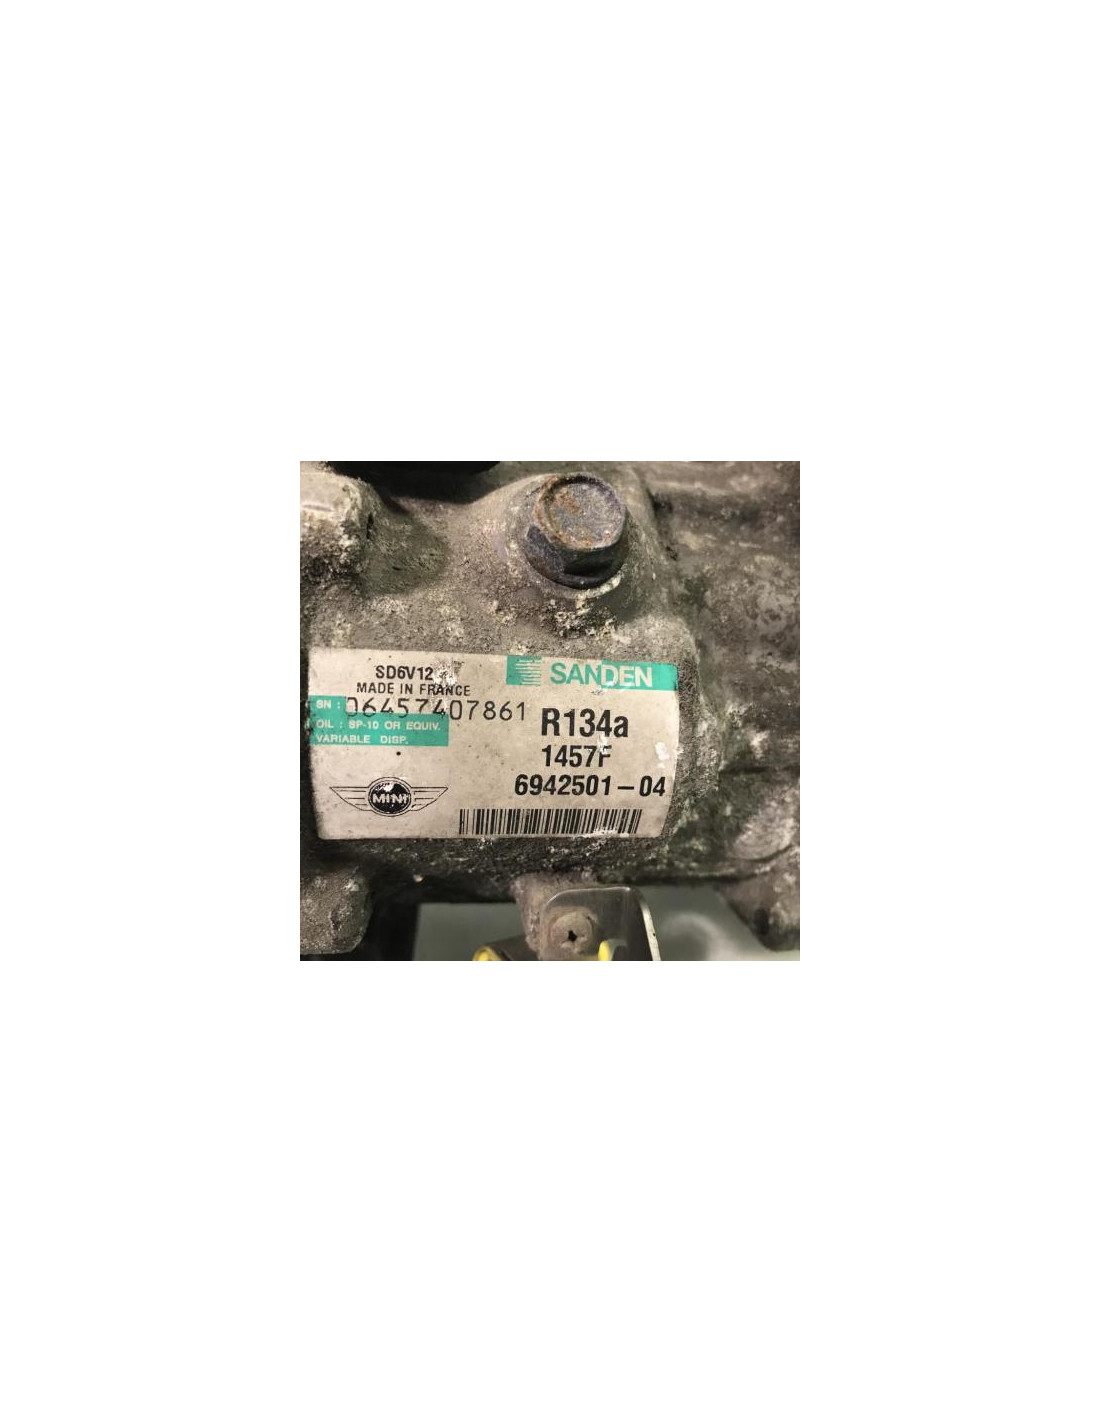 SD6V12
SANDEN
MADE IN FRANCE
SN : 06457407861
OIL : SP-10 OR EQUIV.
VARIABLE DISP.
R134a
1457F
6942501-04
MINI